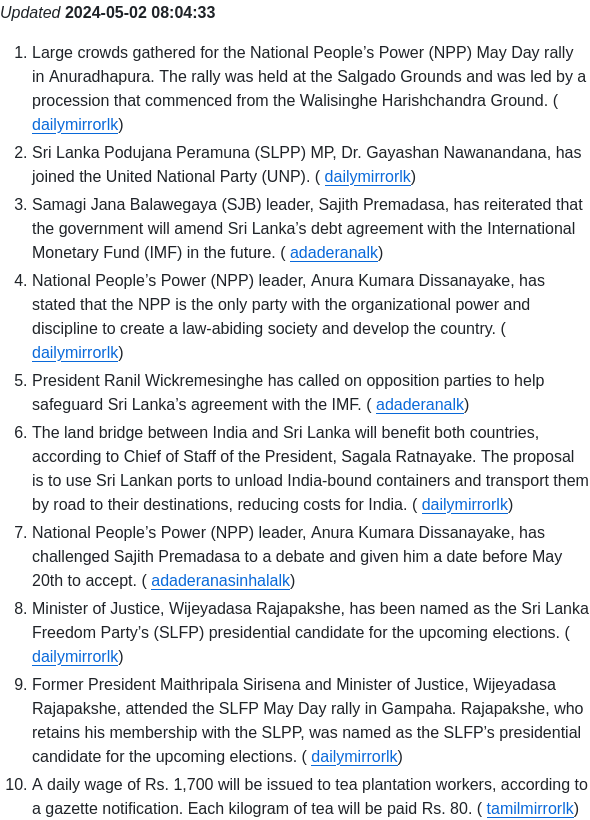 Updated 2024-05-02 08:04:33
1. Large crowds gathered for the National People’s Power (NPP) May Day rally
in Anuradhapura. The rally was held at the Salgado Grounds and was led by a
procession that commenced from the Walisinghe Harishchandra Ground. (
dailymirrorlk)
2. Sri Lanka Podujana Peramuna (SLPP) MP, Dr. Gayashan Nawanandana, has
joined the United National Party (UNP). ( dailymirrorlk)
3. Samagi Jana Balawegaya (SJB) leader, Sajith Premadasa, has reiterated that
the government will amend Sri Lanka’s debt agreement with the International
Monetary Fund (IMF) in the future. ( adaderanalk)
4. National People’s Power (NPP) leader, Anura Kumara Dissanayake, has
stated that the NPP is the only party with the organizational power and
discipline to create a law-abiding society and develop the country. (
dailymirrorlk)
5. President Ranil Wickremesinghe has called on opposition parties to help
safeguard Sri Lanka’s agreement with the IMF. ( adaderanalk)
6. The land bridge between India and Sri Lanka will benefit both countries,
according to Chief of Staff of the President, Sagala Ratnayake. The proposal
is to use Sri Lankan ports to unload India-bound containers and transport them
by road to their destinations, reducing costs for India. ( dailymirrorlk)
7. National People’s Power (NPP) leader, Anura Kumara Dissanayake, has
challenged Sajith Premadasa to a debate and given him a date before May
20th to accept. ( adaderanasinhalalk)
8. Minister of Justice, Wijeyadasa Rajapakshe, has been named as the Sri Lanka
Freedom Party’s (SLFP) presidential candidate for the upcoming elections. (
dailymirrorlk)
9. Former President Maithripala Sirisena and Minister of Justice, Wijeyadasa
Rajapakshe, attended the SLFP May Day rally in Gampaha. Rajapakshe, who
retains his membership with the SLPP, was named as the SLFP’s presidential
candidate for the upcoming elections. ( dailymirrorlk)
10. A daily wage of Rs. 1,700 will be issued to tea plantation workers, according to
a gazette notification. Each kilogram of tea will be paid Rs. 80. ( tamilmirrorlk)